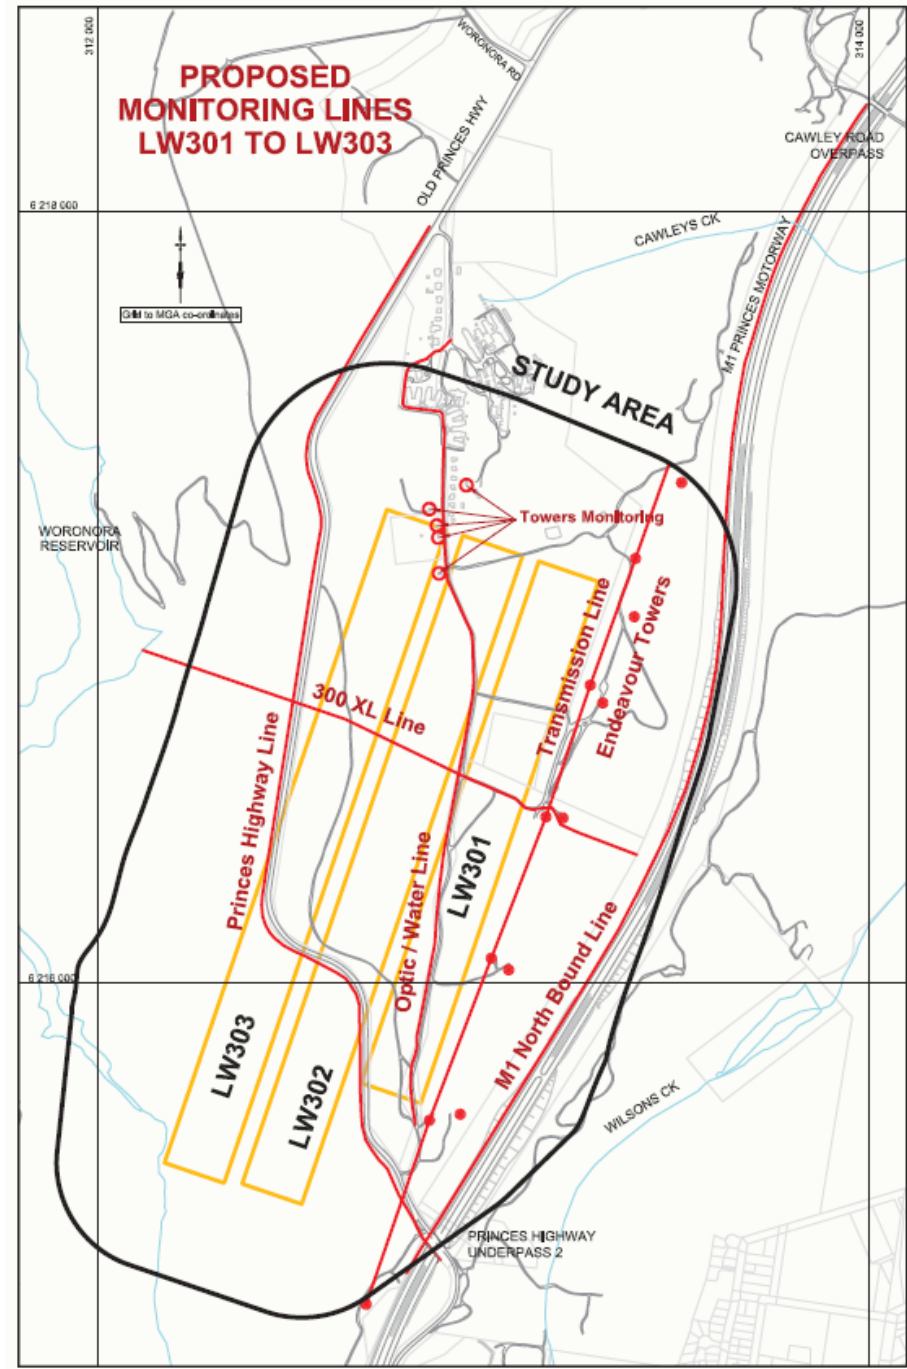 312 000
314 000
WORONORA RD
PROPOSED
MONITORING LINES
LW301 TO LW303
OLD PRINCES HWY
CAWLEY ROAD
OVERPASS
6 218 000
CAWLEYS CK
M1 PRINCES MOTORWAY
Grid to MGA co-ordinates
STUDY AREA
Towers Monitoring
WORONORA
RESERVOIR
Transmission Line
Endeavour Towers
300 XL Line
Princes Highway Line
Optic / Water Line
LW301
6 216 000
M1 North Bound Line
LW303
LW302
WILSONS CK
PRINCES HIGHWAY
UNDERPASS 2